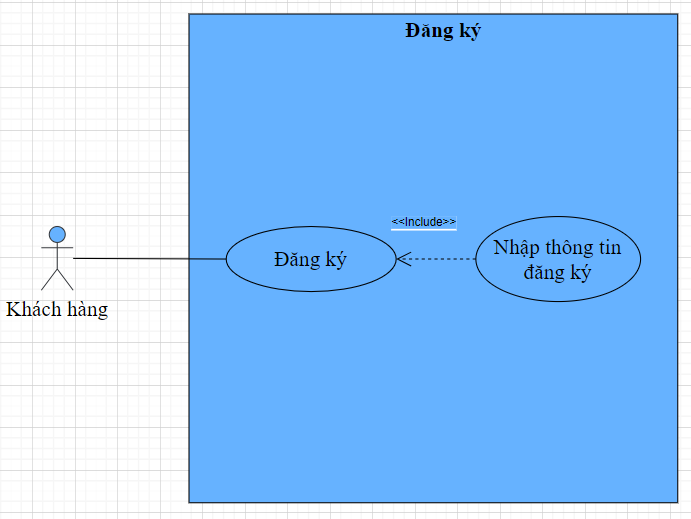 Đăng ký
<<Include>>
Đăng ký
Nhập thông tin
đăng ký
Khách hàng